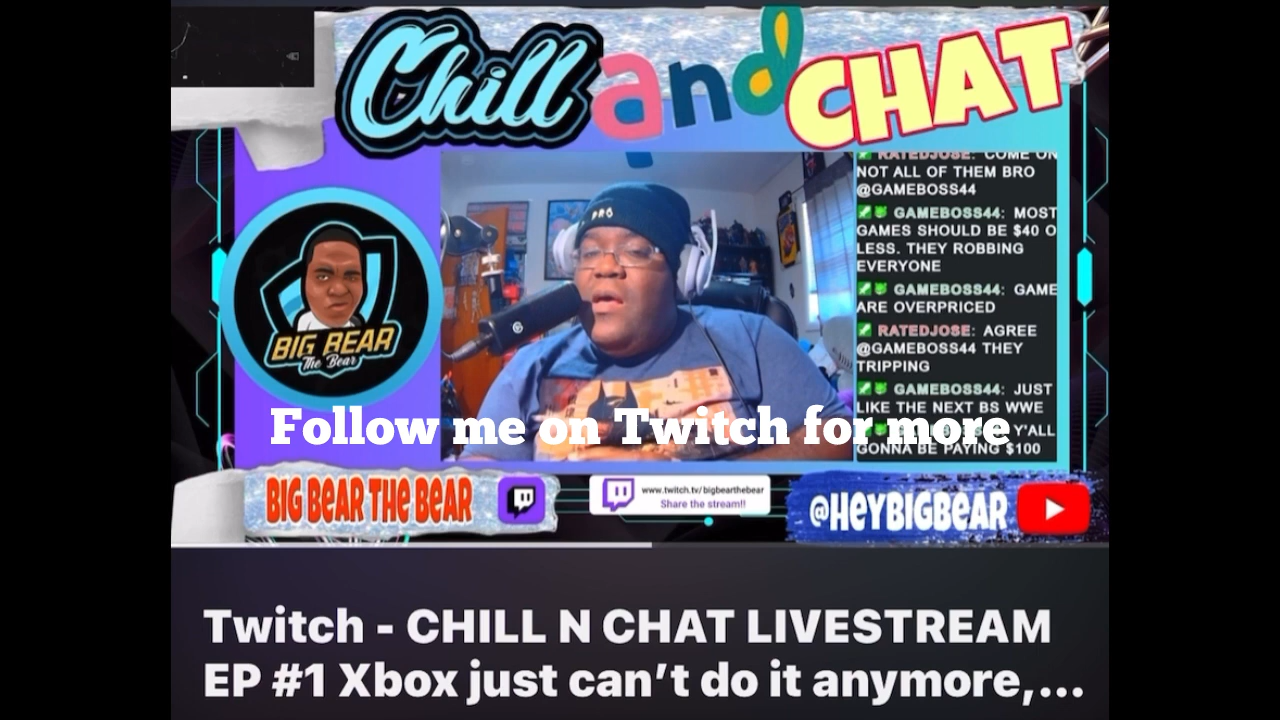 Chill and CHAT
RATEDJOSE: COME ON
NOT ALL OF THEM BRO
@GAMEBOSS44
GAMEBOSS44: MOST
GAMES SHOULD BE $40 O
LESS. THEY ROBBING
EVERYONE
GAMEBOSS44: GAME
ARE OVERPRICED
RATEDJOSE: AGREE
@GAMEBOSS44 THEY
TRIPPING
GAMEBOSS44: JUST
LIKE THE NEXT BS WWE
Y'ALL
GONNA BE PAYING $100
PRO
BIG BEAR
The Bear
Follow me on Twitch for more
BIG BEAR THE BEAR
www.twitch.tv/bigbearthebear
Share the stream!!
@HEYBIGBEAR
Twitch - CHILL N CHAT LIVESTREAM
EP #1 Xbox just can’t do it anymore,...